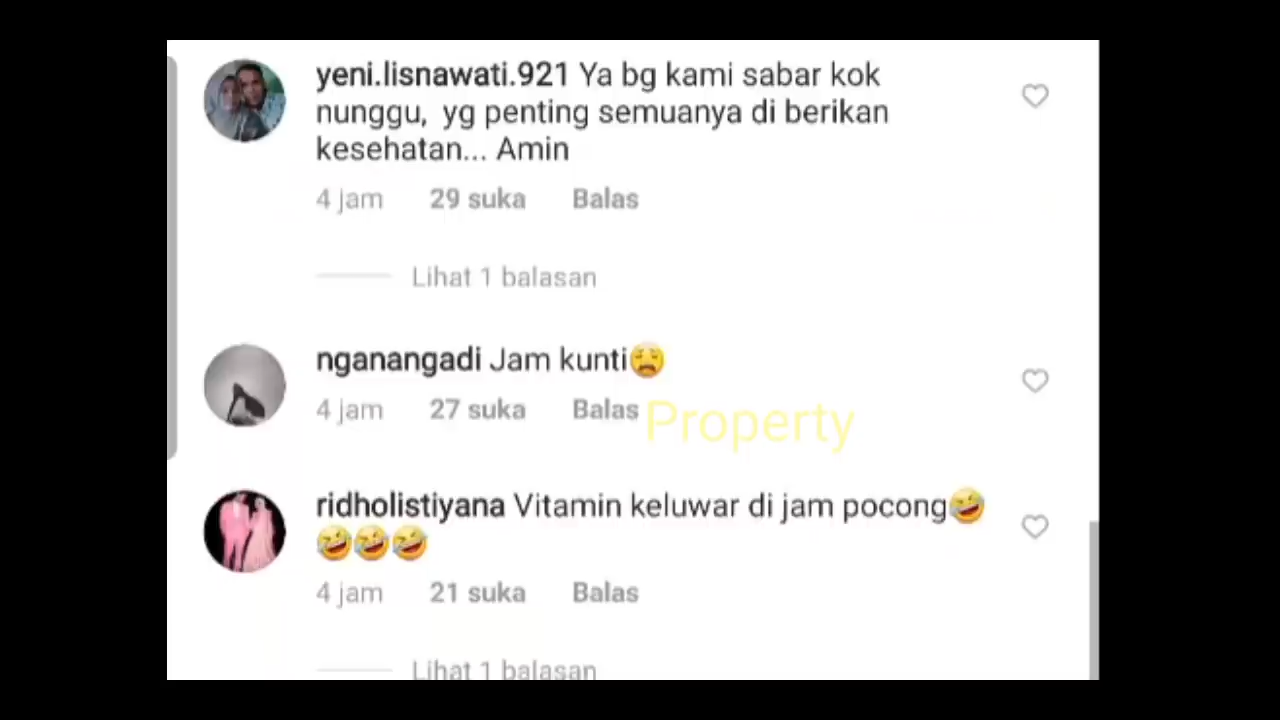 yeni.lisnawati.921 Ya bg kami sabar kok
nunggu, yg penting semuanya di berikan
kesehatan... Amin
4 jam 29 suka Balas
Lihat 1 balasan
nganangadi Jam kunti😩
4 jam 27 suka Balas
Property
ridholistiyana Vitamin keluwar di jam pocong🤣
🤣🤣🤣
4 jam 21 suka Balas
Lihat 1 balasan